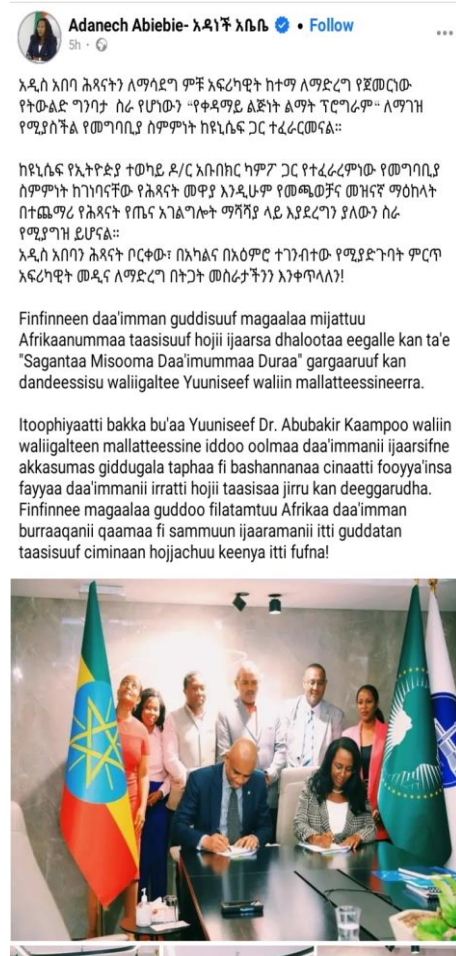 Adanech Abiebie- አዳነች አቤቤ • Follow
5h •
አዲስ አበባ ሕጻናትን ለማሳደግ ምቹ አፍሪካዊት ከተማ ለማድረግ የጀመርነው
የትውልድ ግንባታ ስራ የሆነውን “የቀዳማይ ልጅነት ልማት ፕሮግራም“ ለማገዝ
የሚያስችል የመግባቢያ ስምምነት ከዩኒሴፍ ጋር ተፈራርመናል።
ከዩኒሴፍ የኢትዮጵያ ተወካይ ዶ/ር አቡበክር ካምፖ ጋር የተፈራረምነው የመግባቢያ
ስምምነት ከገነባናቸው የሕጻናት መዋያ እንዲሁም የመጫወቻና መዝናኛ ማዕከላት
በተጨማሪ የሕጻናት የጤና አገልግሎት ማሻሻያ ላይ እያደረግን ያለውን ስራ
የሚያግዝ ይሆናል።
አዲስ አበባን ሕጻናት ቦርቀው፣ በአካልና በአዕምሮ ተገንብተው የሚያድጉባት ምርጥ
አፍሪካዊት መዲና ለማድረግ በትጋት መስራታችንን እንቀጥላለን!
Finfinneen daa'imman guddisuuf magaalaa mijattuu
Afrikaanummaa taasisuuf hojii ijaarsa dhalootaa eegalle kan ta'e
"Sagantaa Misooma Daa'imummaa Duraa" gargaaruuf kan
dandeessisu waliigaltee Yuuniseef waliin mallatteessineerra.
Itoophiyaatti bakka bu'aa Yuuniseef Dr. Abubakir Kaampoo waliin
waliigalteen mallatteessine iddoo oolmaa daa'immanii ijaarsifne
akkasumas giddugala taphaa fi bashannanaa cinaatti fooyya'insa
fayyaa daa'immanii irratti hojii taasisaa jirru kan deeggarudha.
Finfinnee magaalaa guddoo filatamtuu Afrikaa daa'imman
burraaqanii qaamaa fi sammuun ijaaramanii itti guddatan
taasisuuf ciminaan hojjachuu keenya itti fufna!